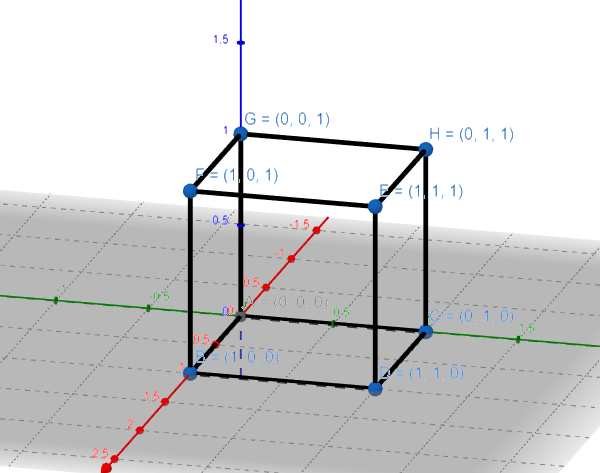 1.5
G = (0, 0, 1)
1
H = (0, 1, 1)
F = (1, 0, 1)
E = (1, 1, 1)
0.5
-1.5
-1
0.5
-1
-0.5
0
A = (0, 0, 0)
0.5
C = (0, 1, 0)
1.5
0.5
B = (1, 0, 0)
1
D = (1, 1, 0)
1.5
2
2.5